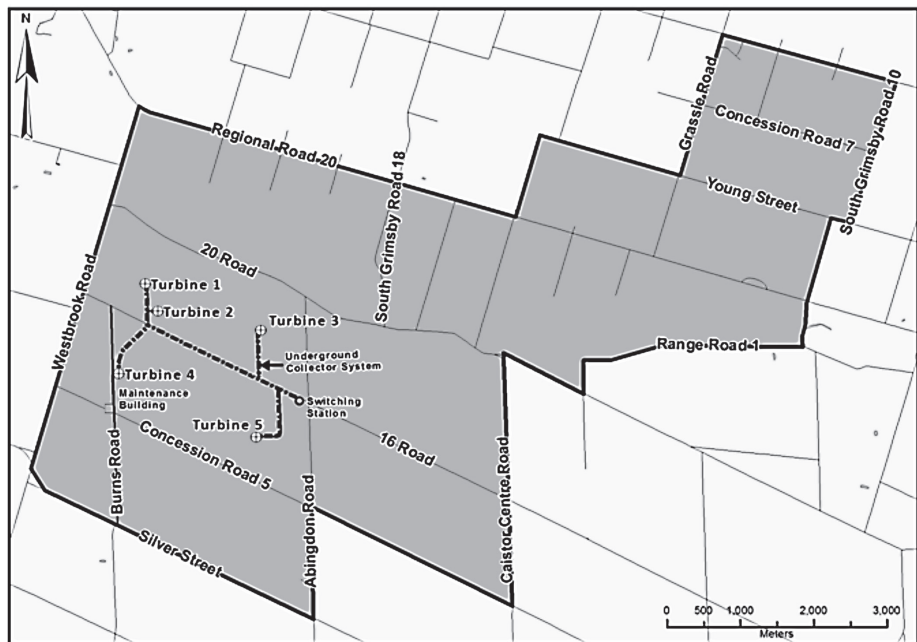 N
Grassie Road
Concession Road 7
South Grimsby Road 10
Young Street
Regional Road 20
South Grimsby Road 18
20 Road
Westbrook Road
Turbine 1
Turbine 2
Turbine 3
Range Road 1
Underground
Collector System
Turbine 4
Maintenance
Building
Switching
Station
Turbine 5
Concession Road 5
16 Road
Burns Road
Abingdon Road
Caistor Centre Road
Silver Street
0 500 1,000 2,000 3,000
Meters